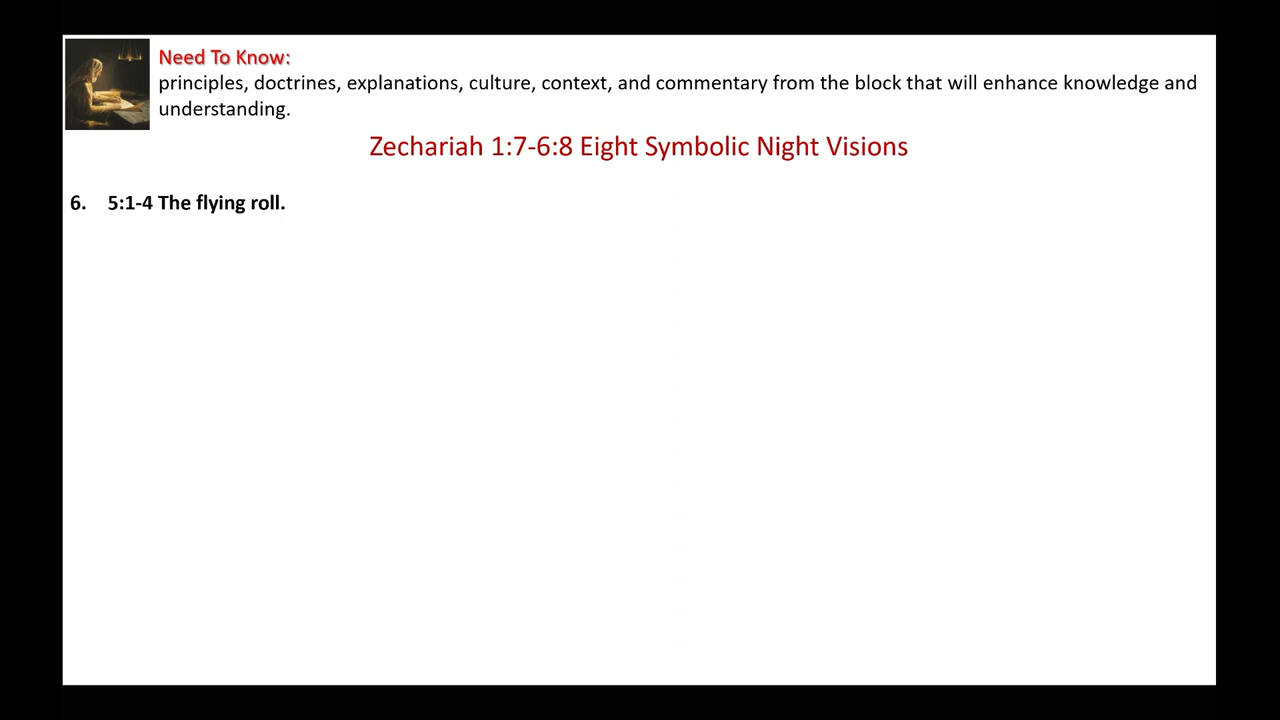 Need To Know:
principles, doctrines, explanations, culture, context, and commentary from the block that will enhance knowledge and
understanding.
Zechariah 1:7-6:8 Eight Symbolic Night Visions
6. 5:1-4 The flying roll.